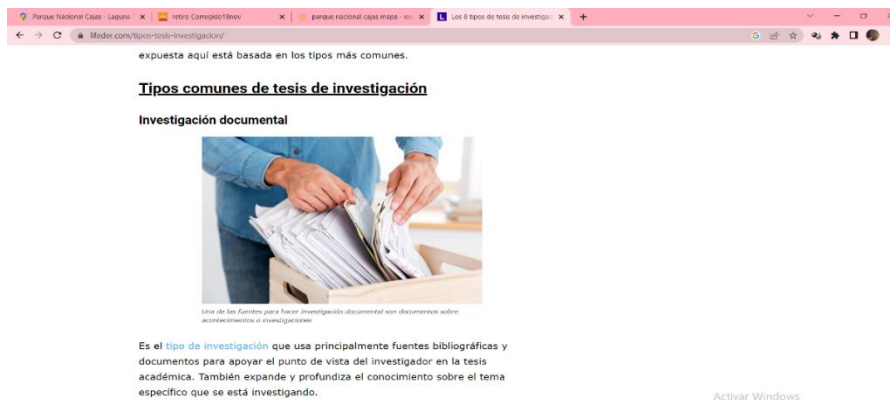 Parque Nacional Cajas - Laguna
retiro Corregido18nov
parque nacional cajas mapa - es
Los 8 tipos de tesis de investigac
lifeder.com/tipos-tesis-investigacion/
expuesta aquí está basada en los tipos más comunes.
Tipos comunes de tesis de investigación
Investigación documental
Una de las fuentes para hacer investigación documental son documentos sobre
acontecimientos o investigaciones
Es el tipo de investigación que usa principalmente fuentes bibliográficas y
documentos para apoyar el punto de vista del investigador en la tesis
académica. También expande y profundiza el conocimiento sobre el tema
específico que se está investigando.
Activar Windows